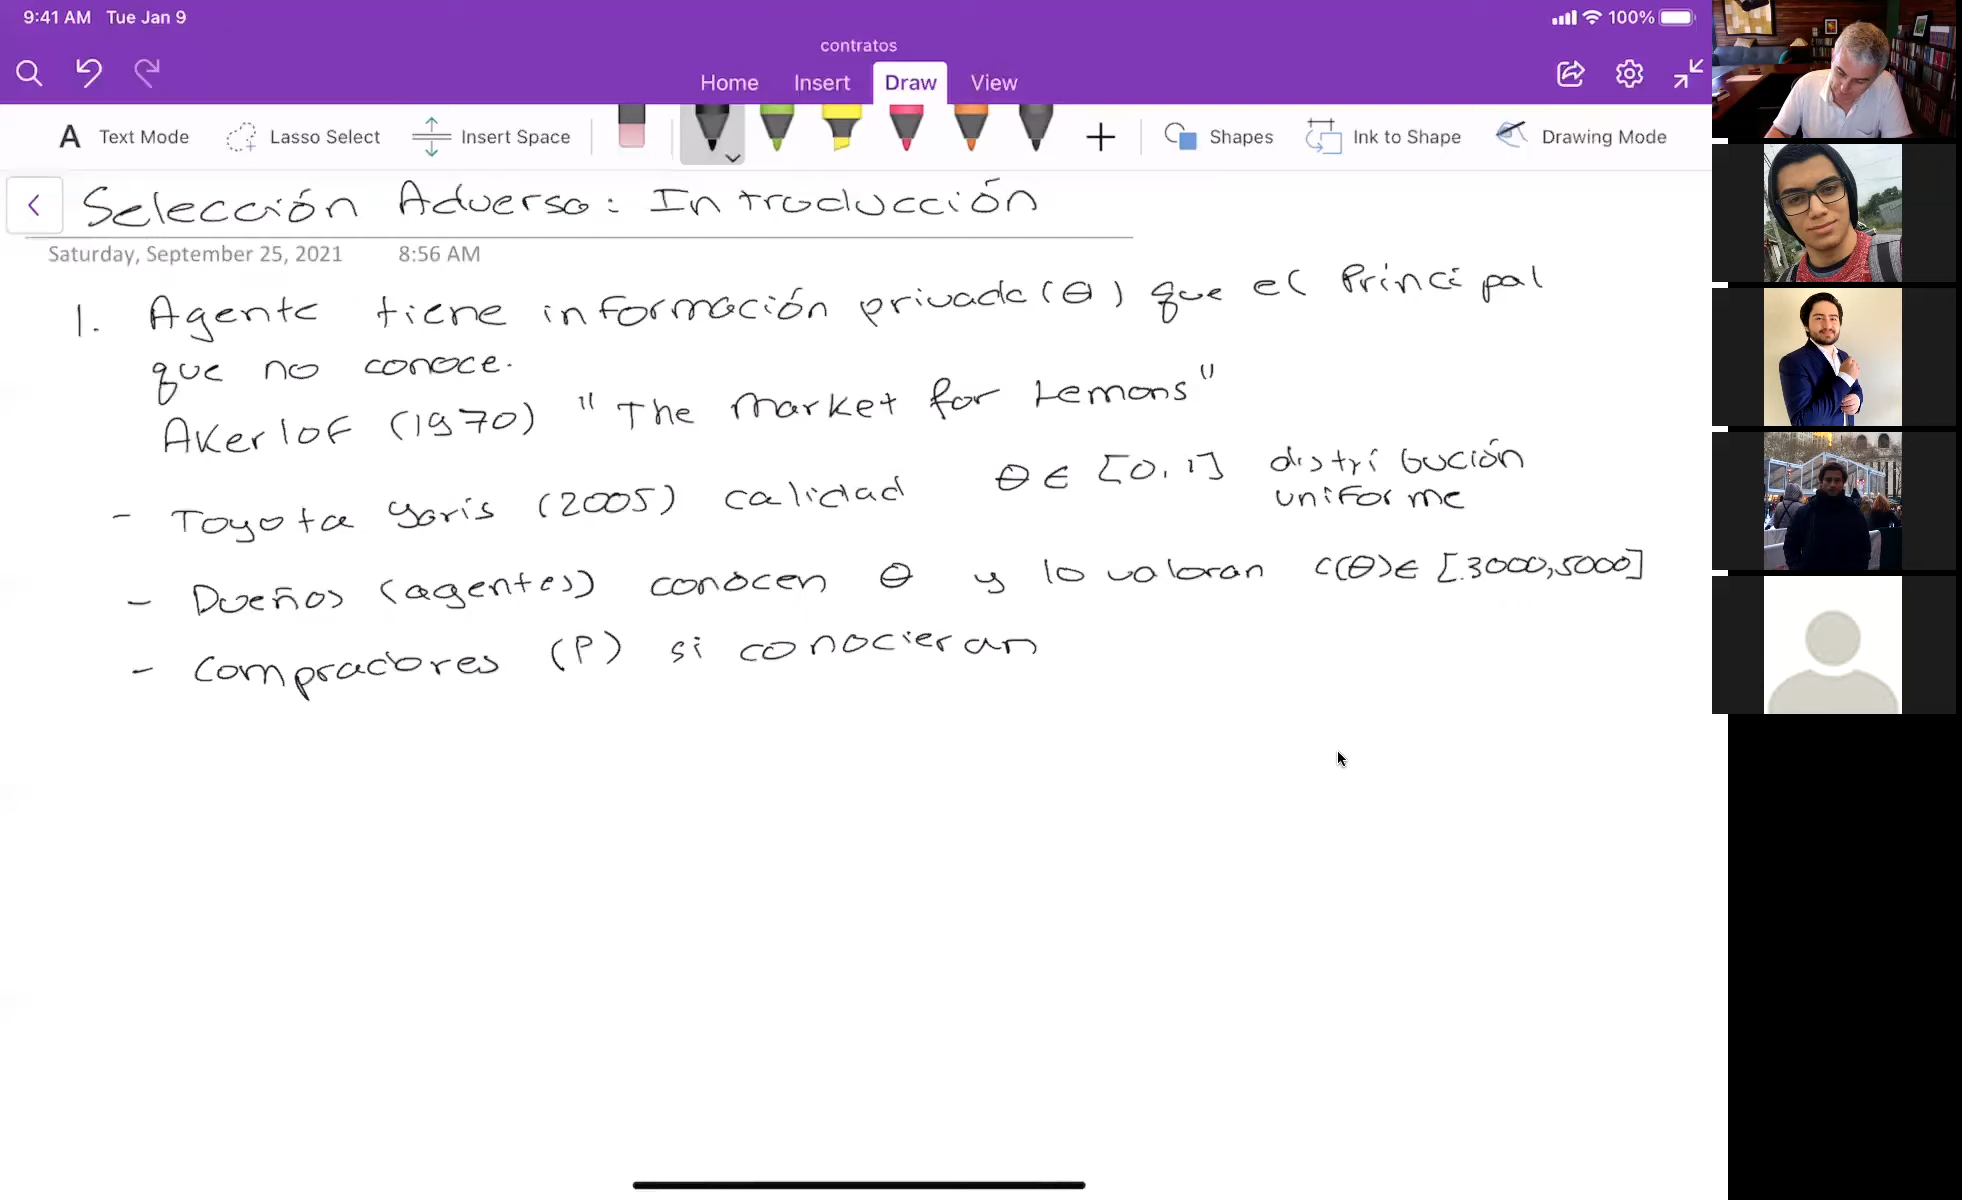 9:41 AM Tue Jan 9
100%
contratos
Home Insert Draw View
A Text Mode Lasso Select Insert Space Shapes Ink to Shape Drawing Mode
Selección Adversa: Introducción
Saturday, September 25, 2021 8:56 AM
1. Agente tiene información privada (θ) que el Principal
que no conoce.
Akerlof (1970) "The Market for Lemons"
- Toyota Yaris (2005) calidad θ ∈ [0,1] distribución
uniforme
- Dueños (agentes) conocen θ y lo valoran c(θ) ∈ [3000,5000]
- Compradores (P) si conocieran